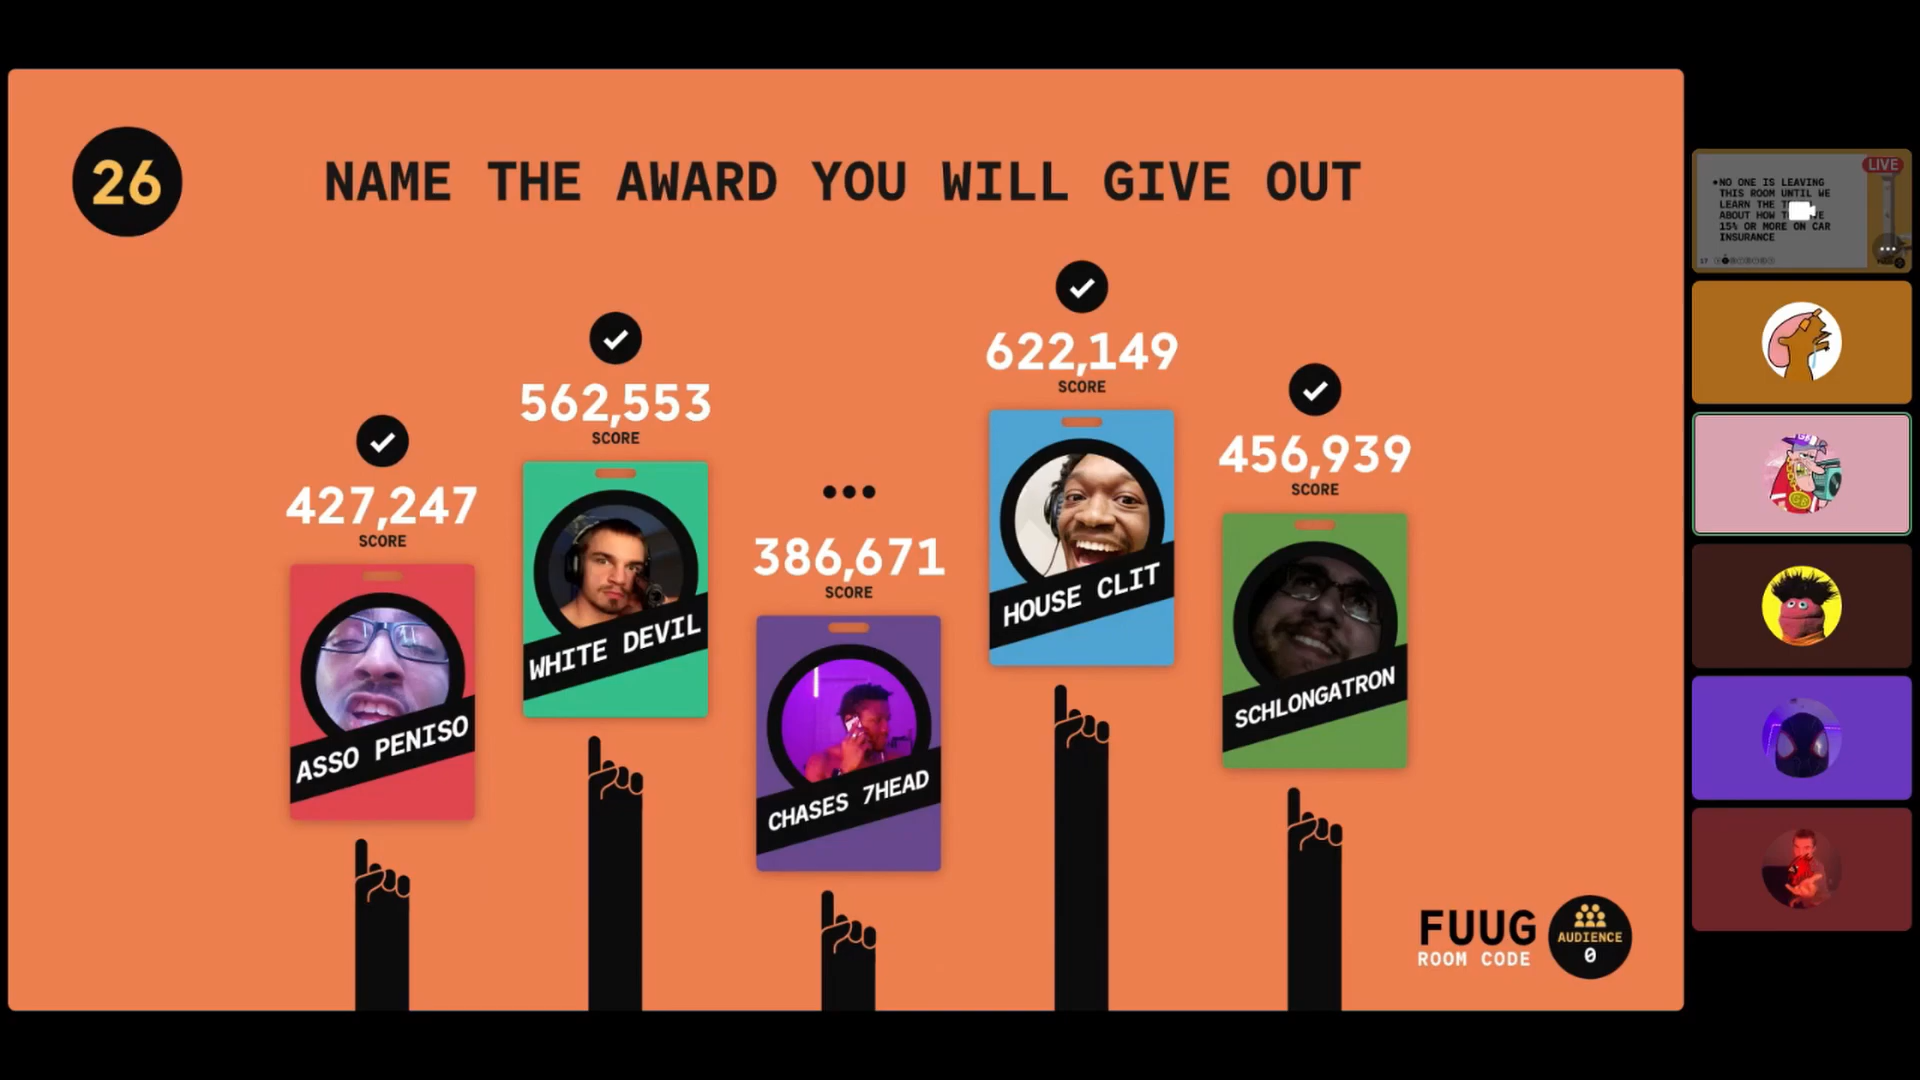 26
NAME THE AWARD YOU WILL GIVE OUT
427,247
SCORE
ASSO PENISO
562,553
SCORE
WHITE DEVIL
386,671
SCORE
CHASES 7HEAD
622,149
SCORE
HOUSE CLIT
456,939
SCORE
SCHLONGATRON
FUUG
ROOM CODE
AUDIENCE
0
LIVE
•NO ONE IS LEAVING
THIS ROOM UNTIL WE
LEARN THE
ABOUT HOW
15% OR MORE ON CAR
INSURANCE
17